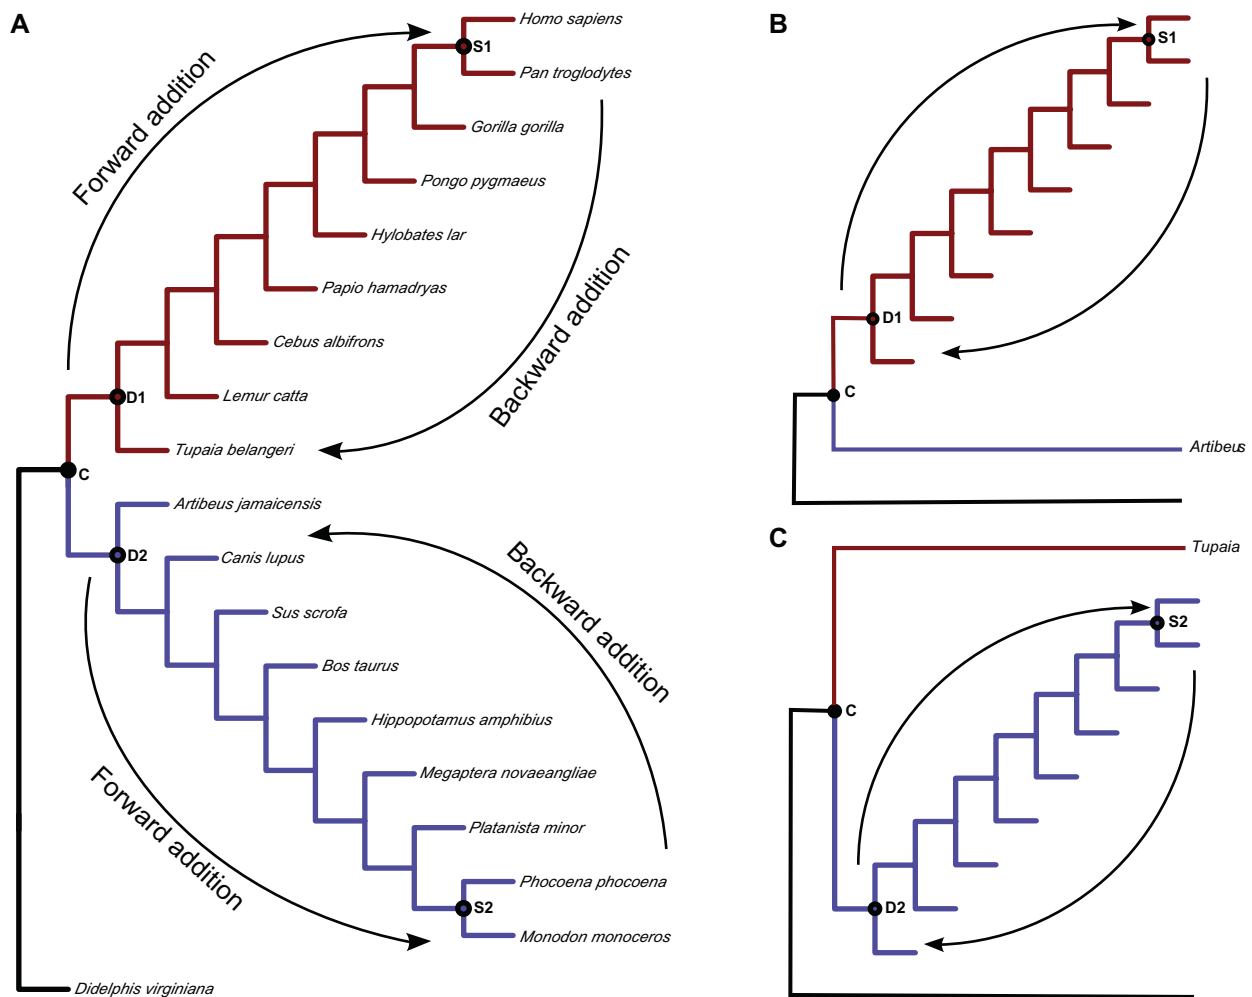 A
Homo sapiens
S1
Pan troglodytes
Forward addition
Gorilla gorilla
Pongo pygmaeus
Hylobates lar
Backward addition
Papio hamadryas
Cebus albifrons
D1
Lemur catta
Tupaia belangeri
C
Artibeus jamaicensis
D2
Canis lupus
Backward addition
Sus scrofa
Bos taurus
Hippopotamus amphibius
Megaptera novaeangliae
Forward addition
Platanista minor
Phocoena phocoena
S2
Monodon monoceros
Didelphis virginiana
B
S1
D1
C
Artibeus
C
Tupaia
S2
C
D2